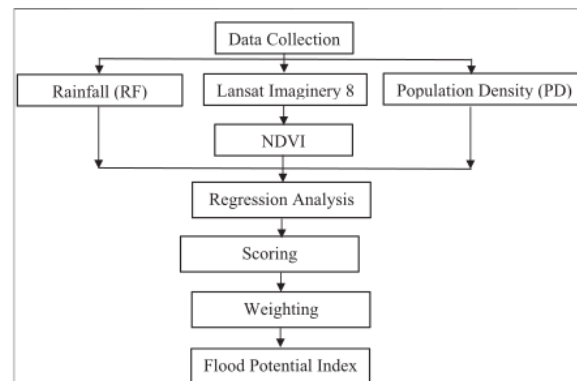 Data Collection
Rainfall (RF)
Lansat Imaginery 8
Population Density (PD)
NDVI
Regression Analysis
Scoring
Weighting
Flood Potential Index